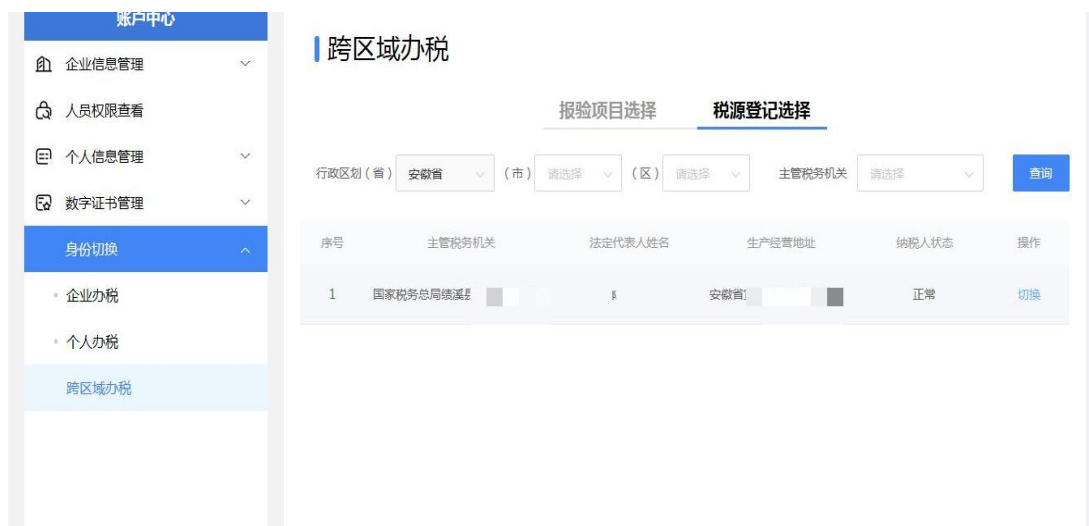 账户中心
企业信息管理
人员权限查看
个人信息管理
数字证书管理
身份切换
企业办税
个人办税
跨区域办税
跨区域办税
报验项目选择 税源登记选择
行政区划(省) 安徽省 (市) 请选择 (区) 请选择 主管税务机关 请选择 查询
序号 主管税务机关 法定代表人姓名 生产经营地址 纳税人状态 操作
1 国家税务总局绩溪县 安徽省 正常 切换